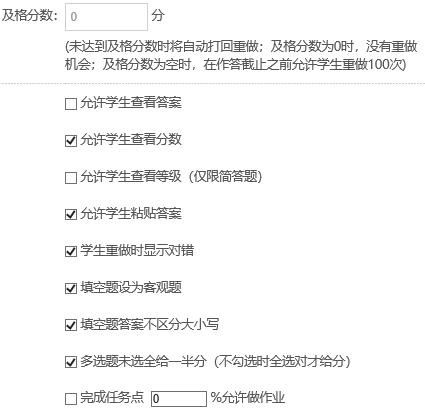 及格分数： 0 分
(未达到及格分数时将自动打回重做；及格分数为0时，没有重做
机会；及格分数为空时，在作答截止之前允许学生重做100次)
允许学生查看答案
允许学生查看分数
允许学生查看等级（仅限简答题）
允许学生粘贴答案
学生重做时显示对错
填空题设为客观题
填空题答案不区分大小写
多选题未选全给一半分（不勾选时全选对才给分）
完成任务点 0 %允许做作业